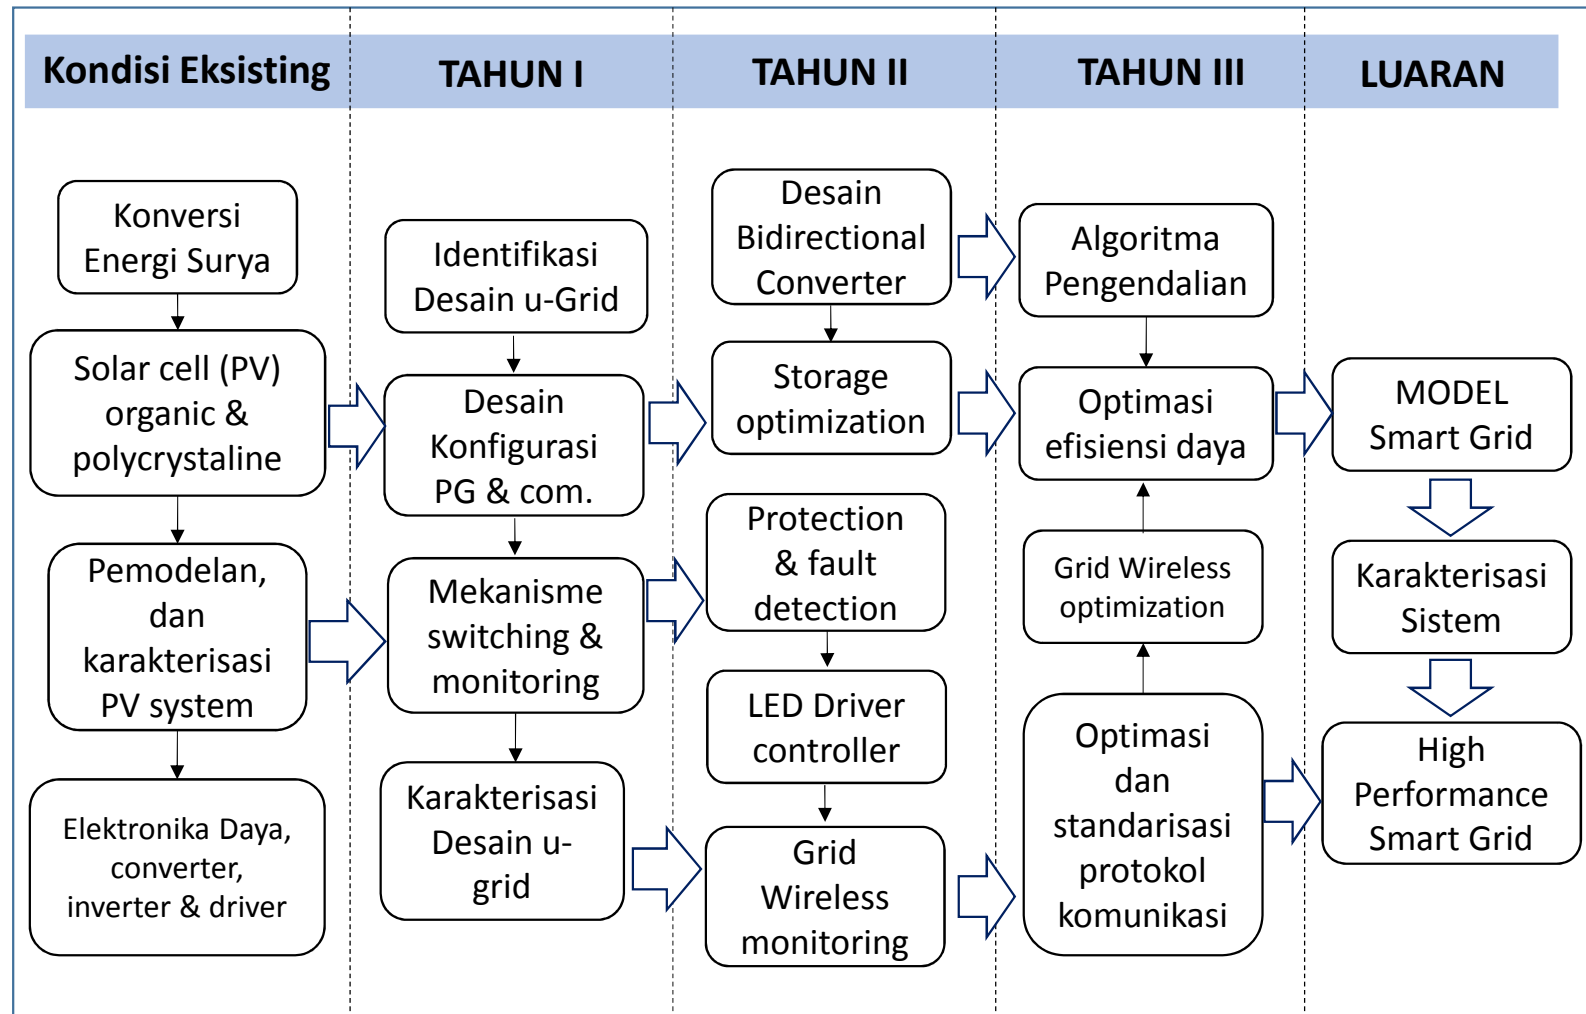 Kondisi Eksisting
TAHUN I
TAHUN II
TAHUN III
LUARAN
Konversi
Energi Surya
Solar cell (PV)
organic &
polycrystaline
Pemodelan,
dan
karakterisasi
PV system
Elektronika Daya,
converter,
inverter & driver
Identifikasi
Desain u-Grid
Desain
Konfigurasi
PG & com.
Mekanisme
switching &
monitoring
Karakterisasi
Desain u-
grid
Desain
Bidirectional
Converter
Storage
optimization
Protection
& fault
detection
LED Driver
controller
Grid
Wireless
monitoring
Algoritma
Pengendalian
Optimasi
efisiensi daya
Grid Wireless
optimization
Optimasi
dan
standarisasi
protokol
komunikasi
MODEL
Smart Grid
Karakterisasi
Sistem
High
Performance
Smart Grid